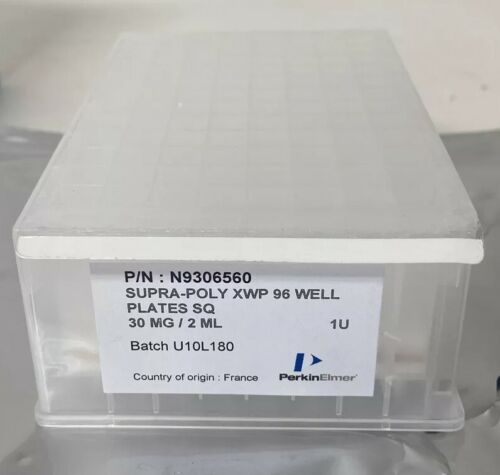 P/N : N9306560
SUPRA-POLY XWP 96 WELL
PLATES SQ
30 MG / 2 ML 1U
Batch U10L180
Country of origin : France
PerkinElmer